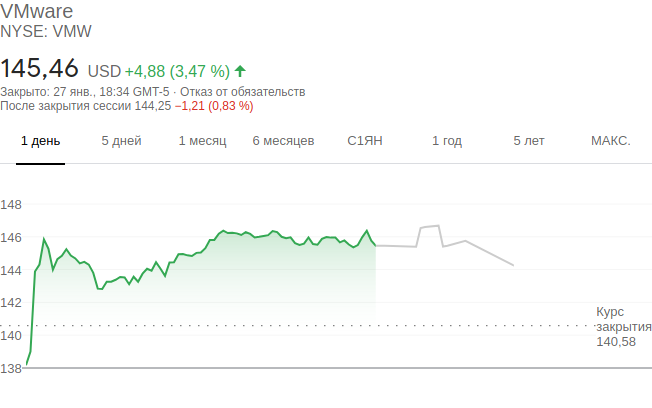 VMware
NYSE: VMW
145,46 USD +4,88 (3,47 %)
Закрыто: 27 янв., 18:34 GMT-5 · Отказ от обязательств
После закрытия сессии 144,25 −1,21 (0,83 %)
1 день 5 дней 1 месяц 6 месяцев С1ЯН 1 год 5 лет МАКС.
148
146
144
142
140
138
Курс
закрытия
140,58